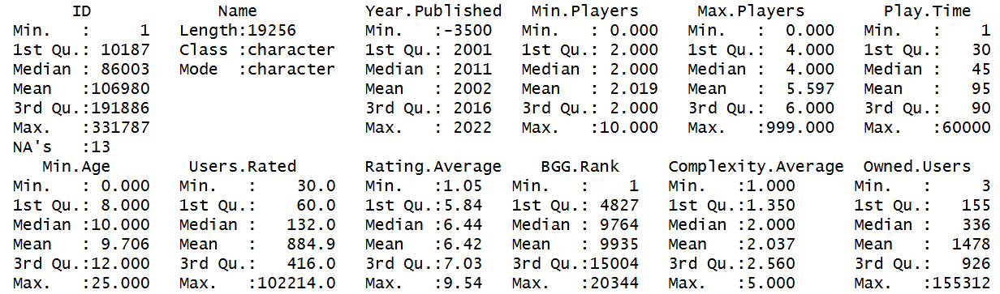 ID             Name            Year.Published   Min.Players      Max.Players        Play.Time
Min.   :     1   Length:19256       Min.   :-3500   Min.   : 0.000   Min.   :  0.000   Min.   :    1
1st Qu.: 10187   Class :character   1st Qu.: 2001   1st Qu.: 2.000   1st Qu.:  4.000   1st Qu.:   30
Median : 86003   Mode  :character   Median : 2011   Median : 2.000   Median :  4.000   Median :   45
Mean   :106980                      Mean   : 2002   Mean   : 2.019   Mean   :  5.597   Mean   :   95
3rd Qu.:191886                      3rd Qu.: 2016   3rd Qu.: 2.000   3rd Qu.:  6.000   3rd Qu.:   90
Max.   :331787                      Max.   : 2022   Max.   :10.000   Max.   :999.000   Max.   :60000
NA's   :13
   Min.Age        Users.Rated       Rating.Average    BGG.Rank     Complexity.Average  Owned.Users
Min.   : 0.000   Min.   :    30.0   Min.   :1.05   Min.   :    1   Min.   :1.000      Min.   :     3
1st Qu.: 8.000   1st Qu.:    60.0   1st Qu.:5.84   1st Qu.: 4827   1st Qu.:1.350      1st Qu.:   155
Median :10.000   Median :   132.0   Median :6.44   Median : 9764   Median :2.000      Median :   336
Mean   : 9.706   Mean   :   884.9   Mean   :6.42   Mean   : 9935   Mean   :2.037      Mean   :  1478
3rd Qu.:12.000   3rd Qu.:   416.0   3rd Qu.:7.03   3rd Qu.:15004   3rd Qu.:2.560      3rd Qu.:   926
Max.   :25.000   Max.   :102214.0   Max.   :9.54   Max.   :20344   Max.   :5.000      Max.   :155312